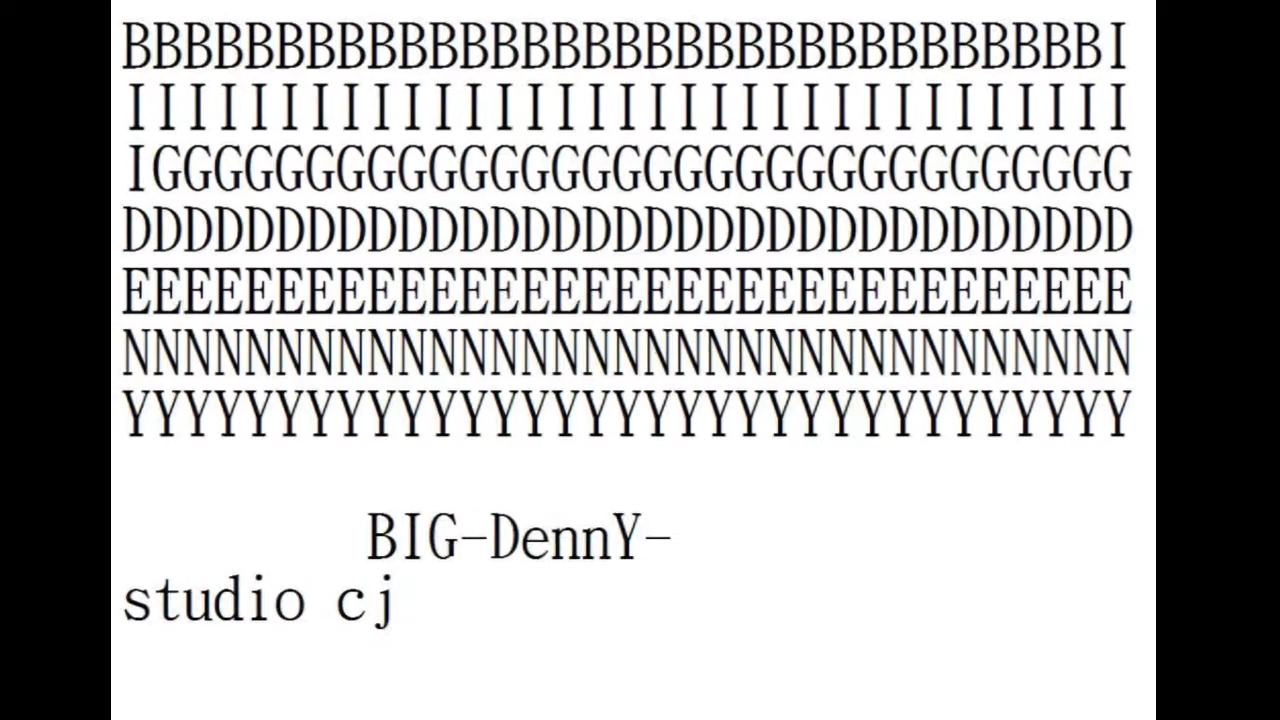 BBBBBBBBBBBBBBBBBBBBBBBBBBBBBBBBI
IIIIIIIIIIIIIIIIIIIIIIIIIIIIIIIII
IGGGGGGGGGGGGGGGGGGGGGGGGGGGGGGGG
DDDDDDDDDDDDDDDDDDDDDDDDDDDDDDDDD
EEEEEEEEEEEEEEEEEEEEEEEEEEEEEEEEE
NNNNNNNNNNNNNNNNNNNNNNNNNNNNNNNNN
YYYYYYYYYYYYYYYYYYYYYYYYYYYYYYYYY
BIG-DennY-
studio cj